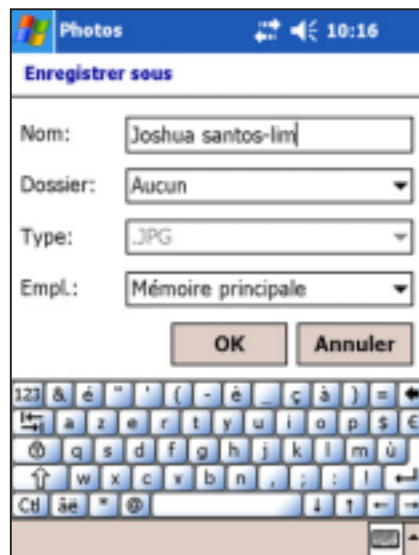 Photos 10:16
Enregistrer sous
Nom: Joshua santos-lim
Dossier: Aucun
Type: .JPG
Empl.: Mémoire principale
OK Annuler
123 & é " ' ( - è _ ç à ) =
a z e r t y u i o p $ €
q s d f g h j k l m ù
w x c v b n , ; : !
Ctl áë * @